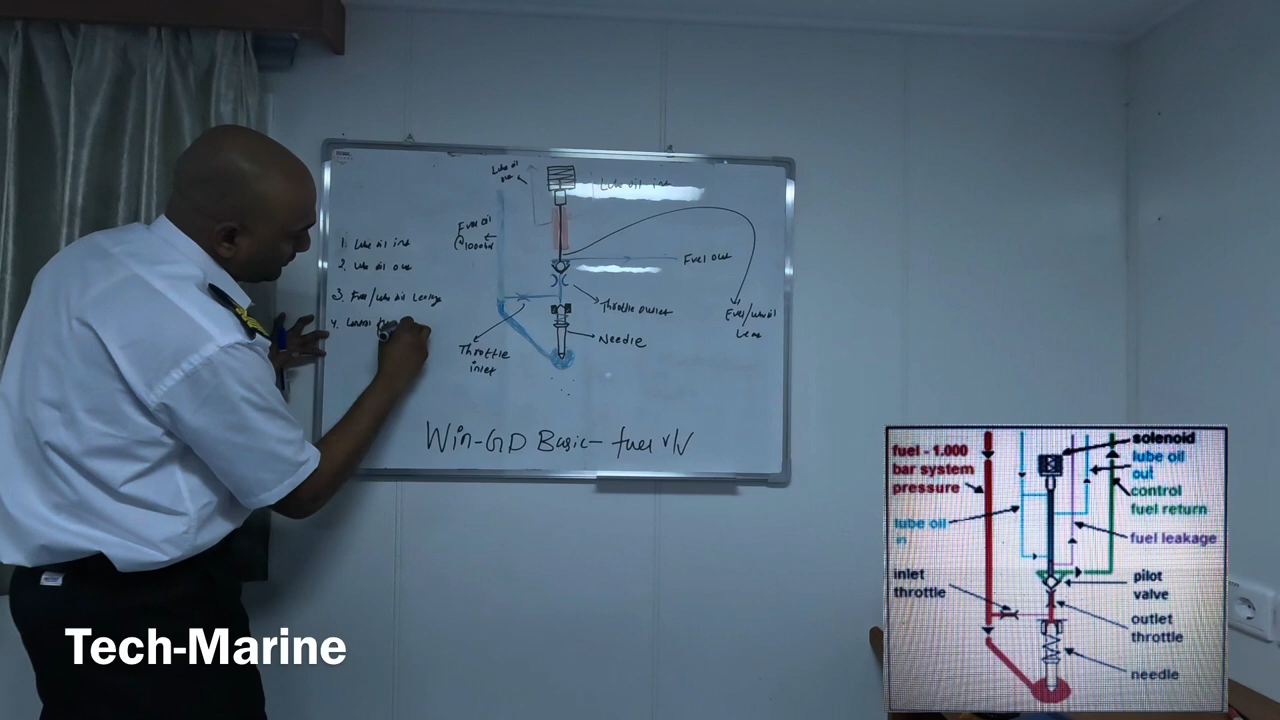 Lube oil
out
Lube oil in
Fuel oil
@1000bar
1. Lube oil in
2. Lube oil out
3. Fuel/Lube oil Leakage
4.
Fuel out
Throttle outlet
Fuel/Lube oil
Leak
Needle
Throttle
inlet
Win-GD Basic- fuel v/v
Tech-Marine
fuel - 1.000
bar system
pressure
solenoid
lube oil
out
control
fuel return
lube oil
in
fuel leakage
inlet
throttle
pilot
valve
outlet
throttle
needle